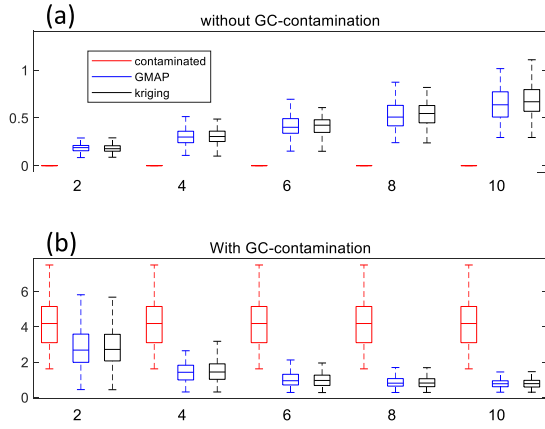 (a)
without GC-contamination
contaminated
GMAP
kriging
1
0.5
0
2 4 6 8 10
(b)
With GC-contamination
6
4
2
0
2 4 6 8 10